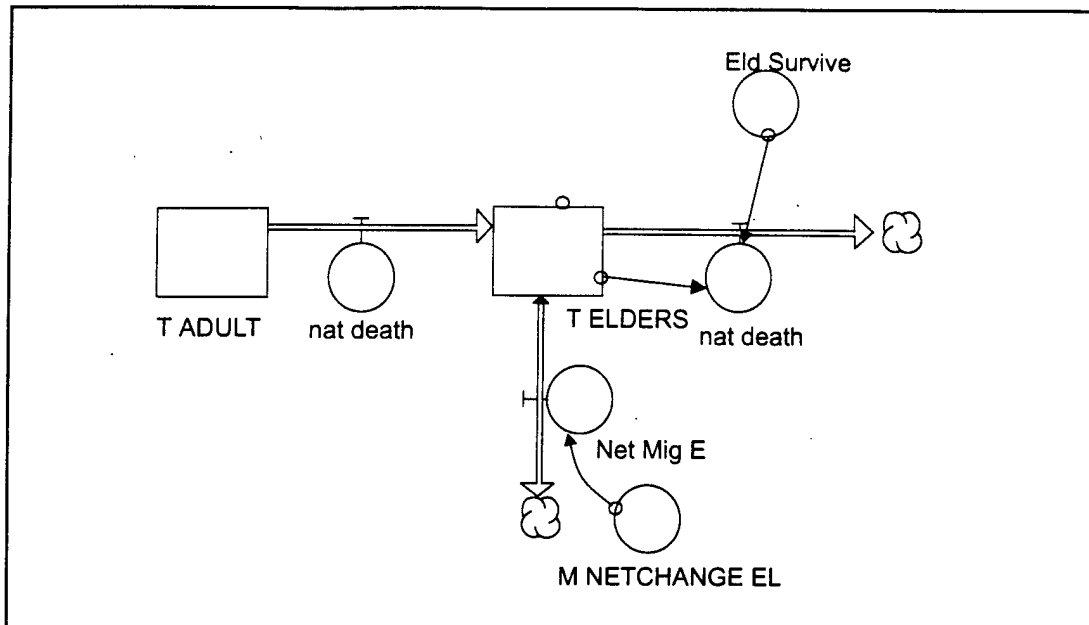 Eld Survive
T ADULT
nat death
T ELDERS
nat death
Net Mig E
M NETCHANGE EL